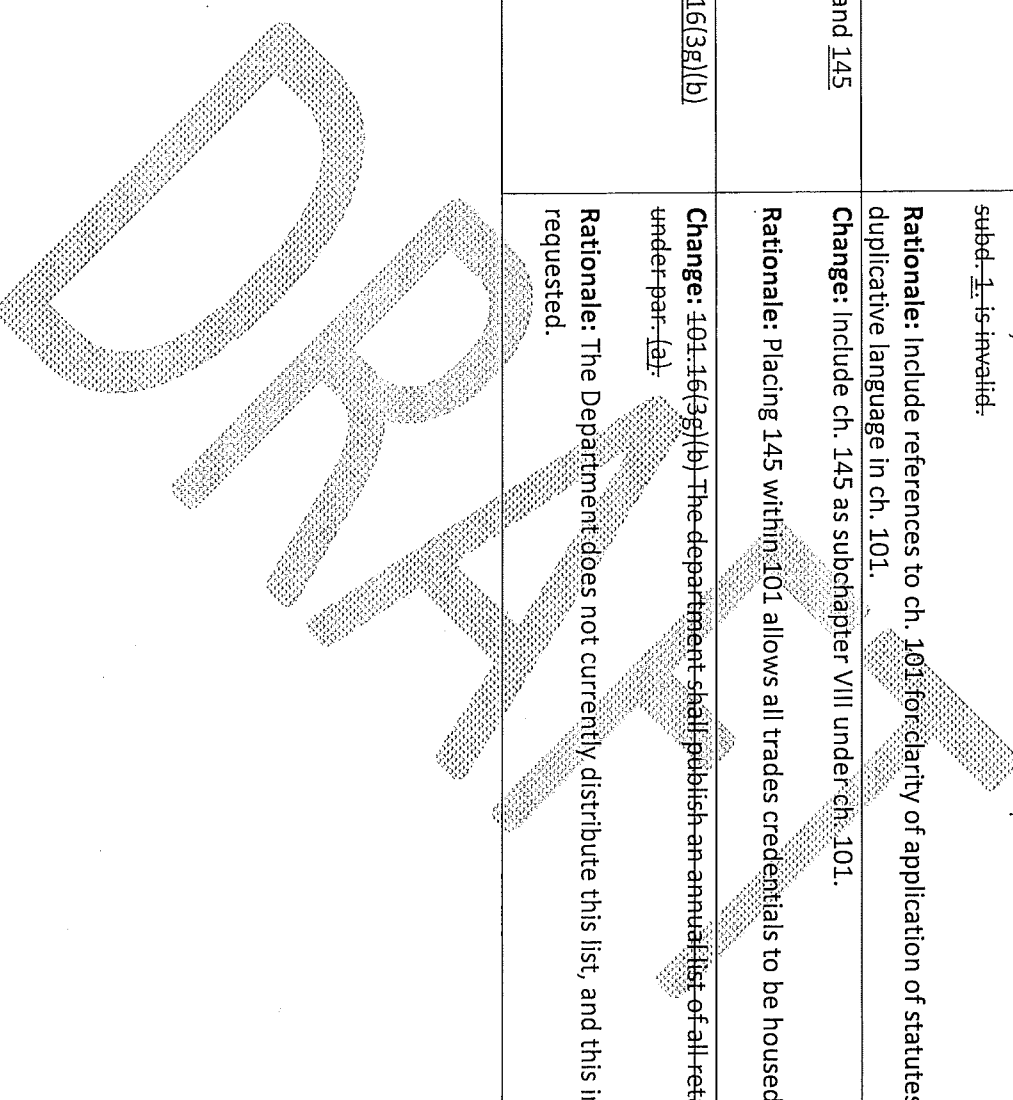 subd. 1. is invalid.
Rationale: Include references to ch. 101 for clarity of application of statutes
duplicative language in ch. 101.
and 145
Change: Include ch. 145 as subchapter VIII under ch. 101.
Rationale: Placing 145 within 101 allows all trades credentials to be housed
16(3g)(b)
Change: 101.16(3g)(b) The department shall publish an annual list of all
under par. (a).
Rationale: The Department does not currently distribute this list, and this
requested.
DRAFT